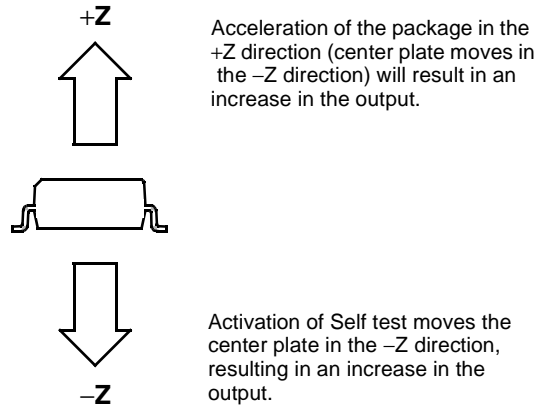 +Z
Acceleration of the package in the
+Z direction (center plate moves in
the −Z direction) will result in an
increase in the output.
Activation of Self test moves the
center plate in the −Z direction,
resulting in an increase in the
output.
−Z